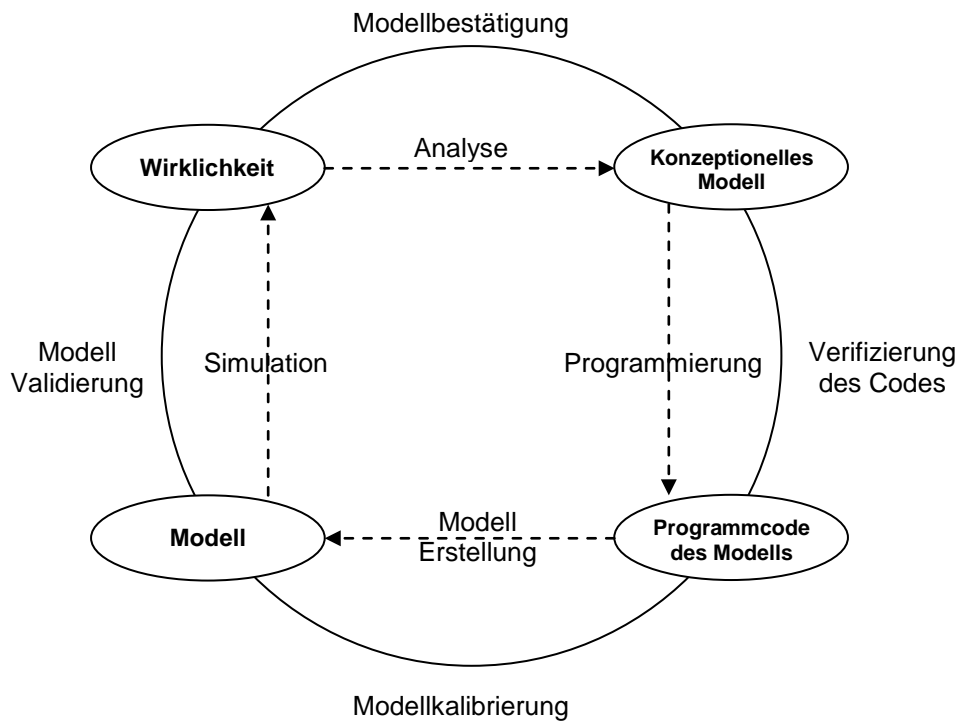 Modellbestätigung
Analyse
Wirklichkeit
Konzeptionelles
Modell
Modell
Validierung
Simulation
Programmierung
Verifizierung
des Codes
Modell
Modell
Erstellung
Programmcode
des Modells
Modellkalibrierung